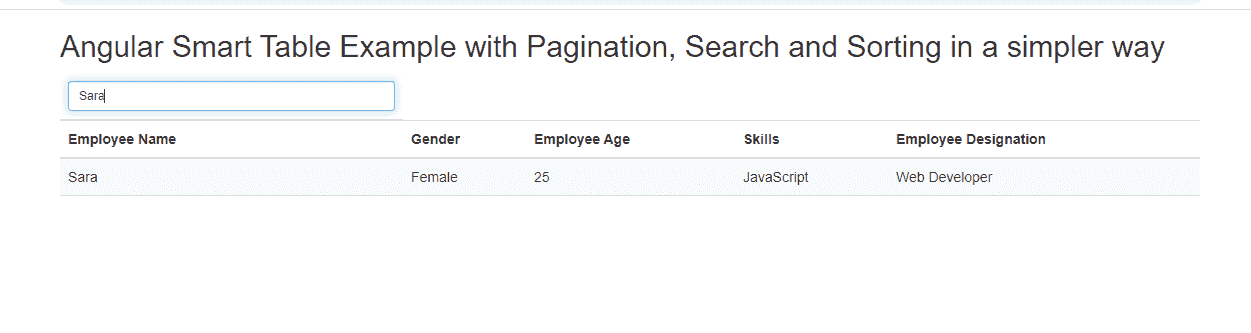 Angular Smart Table Example with Pagination, Search and Sorting in a simpler way
Sara
Employee Name Gender Employee Age Skills Employee Designation
Sara Female 25 JavaScript Web Developer